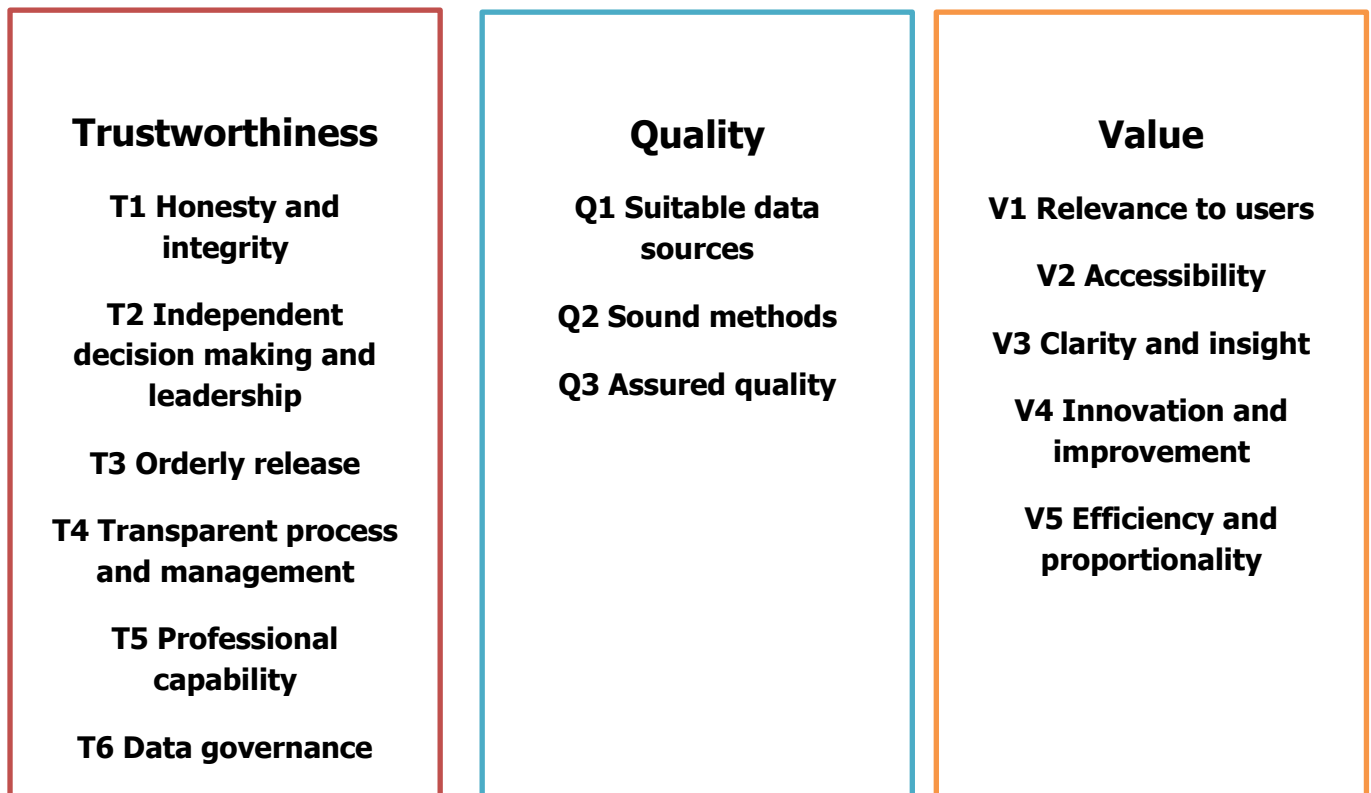 Trustworthiness
T1 Honesty and
integrity
T2 Independent
decision making and
leadership
T3 Orderly release
T4 Transparent process
and management
T5 Professional
capability
T6 Data governance
Quality
Q1 Suitable data
sources
Q2 Sound methods
Q3 Assured quality
Value
V1 Relevance to users
V2 Accessibility
V3 Clarity and insight
V4 Innovation and
improvement
V5 Efficiency and
proportionality